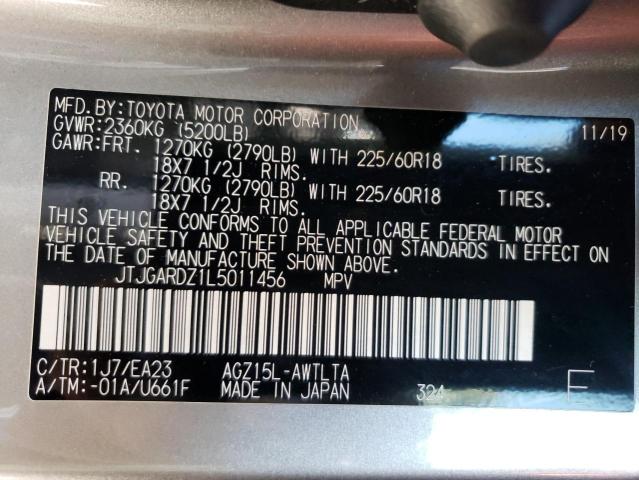 MFD.BY:TOYOTA MOTOR CORPORATION 11/19
GVWR:2360KG (5200LB)
GAWR:FRT. 1270KG (2790LB) WITH 225/60R18 TIRES.
18X7 1/2J RIMS.
RR. 1270KG (2790LB) WITH 225/60R18 TIRES.
18X7 1/2J RIMS.
THIS VEHICLE CONFORMS TO ALL APPLICABLE FEDERAL MOTOR
VEHICLE SAFETY AND THEFT PREVENTION STANDARDS IN EFFECT ON
THE DATE OF MANUFACTURE SHOWN ABOVE.
JTJGARDZ1L5011456 MPV
C/TR:1J7/EA23 AGZ15L-AWTLTA
A/TM:-01A/U661F MADE IN JAPAN 324 E